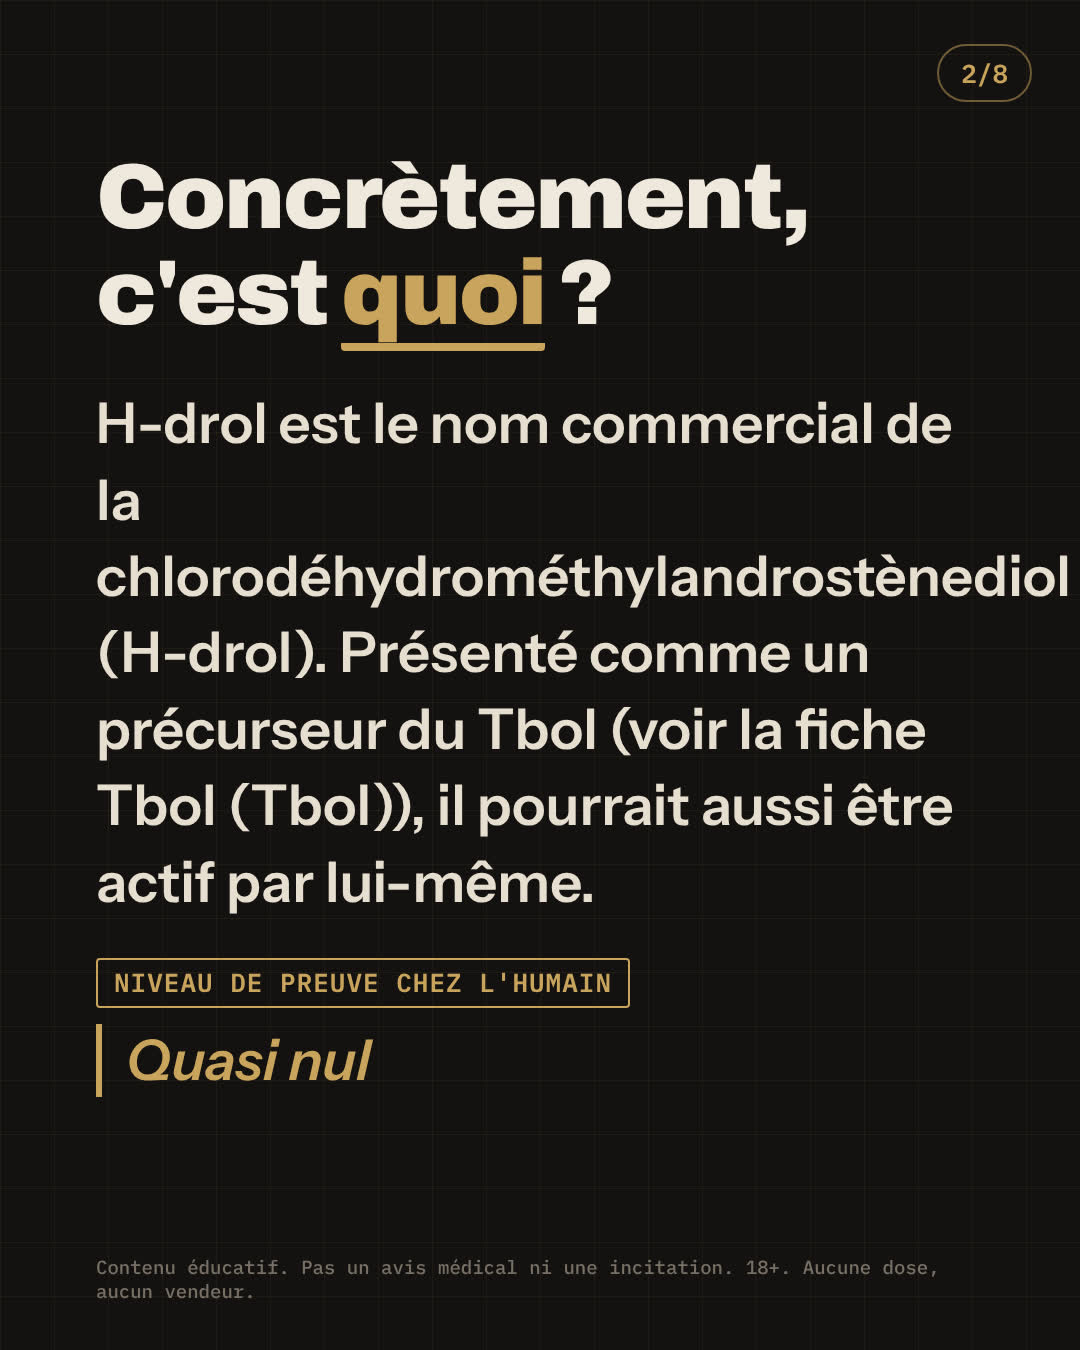 2/8
Concrètement,
c'est quoi ?
H-drol est le nom commercial de
la
chlorodéhydrométhylandrostènediol
(H-drol). Présenté comme un
précurseur du Tbol (voir la fiche
Tbol (Tbol)), il pourrait aussi être
actif par lui-même.
NIVEAU DE PREUVE CHEZ L'HUMAIN
Quasi nul
Contenu éducatif. Pas un avis médical ni une incitation. 18+. Aucune dose,
aucun vendeur.